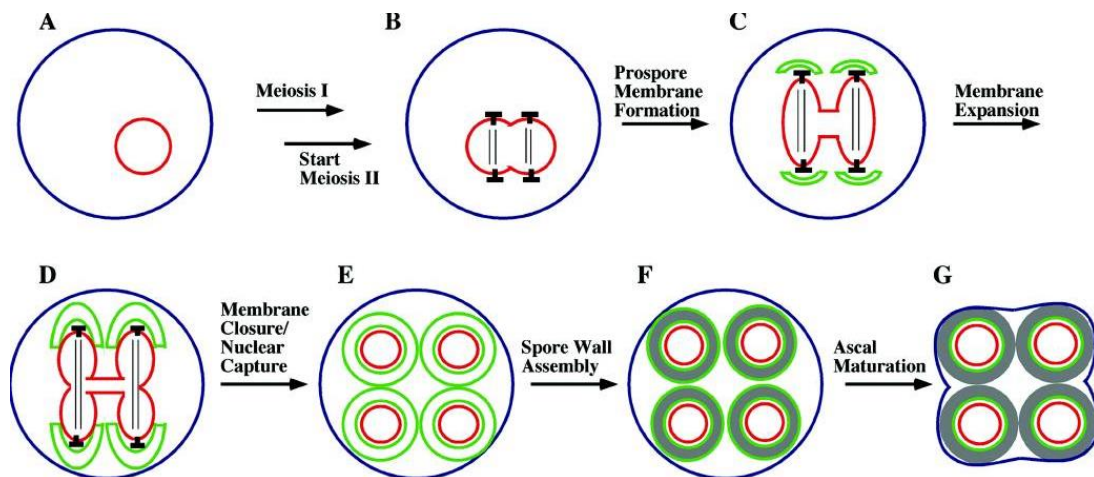 A
Meiosis I
Start
Meiosis II
B
Prospore
Membrane
Formation
C
Membrane
Expansion
D
Membrane
Closure/
Nuclear
Capture
E
Spore Wall
Assembly
F
Ascal
Maturation
G